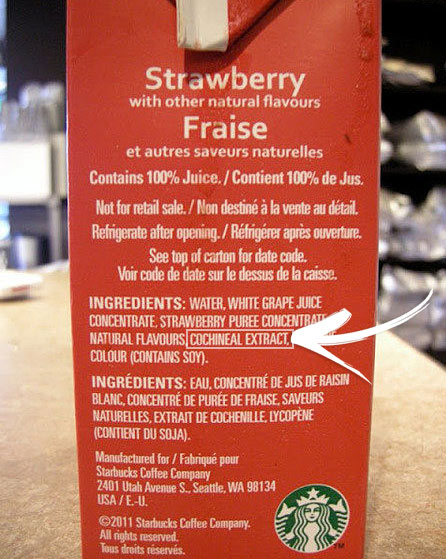 Strawberry
with other natural flavours
Fraise
et autres saveurs naturelles
Contains 100% Juice. / Contient 100% de Jus.
Not for retail sale. / Non destiné à la vente au détail.
Refrigerate after opening. / Réfrigérer après ouverture.
See top of carton for date code.
Voir code de date sur le dessus de la caisse.
INGREDIENTS: WATER, WHITE GRAPE JUICE
CONCENTRATE, STRAWBERRY PUREE CONCENTRATE
NATURAL FLAVOURS, COCHINEAL EXTRACT,
COLOUR (CONTAINS SOY).
INGRÉDIENTS: EAU, CONCENTRÉ DE JUS DE RAISIN
BLANC, CONCENTRÉ DE PURÉE DE FRAISE, SAVEURS
NATURELLES, EXTRAIT DE COCHENILLE, LYCOPÈNE
(CONTIENT DU SOJA).
Manufactured for / Fabriqué pour
Starbucks Coffee Company
2401 Utah Avenue S., Seattle, WA 98134
USA / E.-U.
©2011 Starbucks Coffee Company.
All rights reserved.
Tous droits réservés.
TM